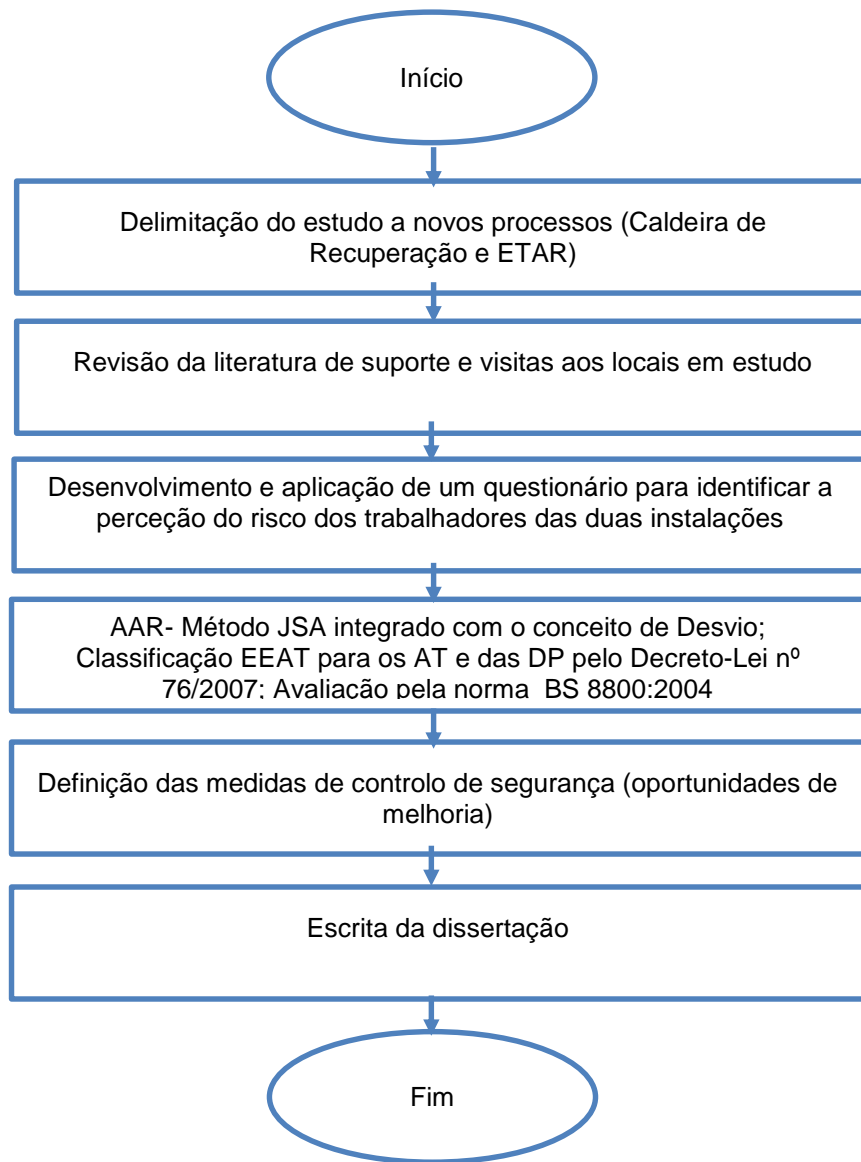 Início
Delimitação do estudo a novos processos (Caldeira de
Recuperação e ETAR)
Revisão da literatura de suporte e visitas aos locais em estudo
Desenvolvimento e aplicação de um questionário para identificar a
perceção do risco dos trabalhadores das duas instalações
AAR- Método JSA integrado com o conceito de Desvio;
Classificação EEAT para os AT e das DP pelo Decreto-Lei nº
76/2007; Avaliação pela norma BS 8800:2004
Definição das medidas de controlo de segurança (oportunidades de
melhoria)
Escrita da dissertação
Fim